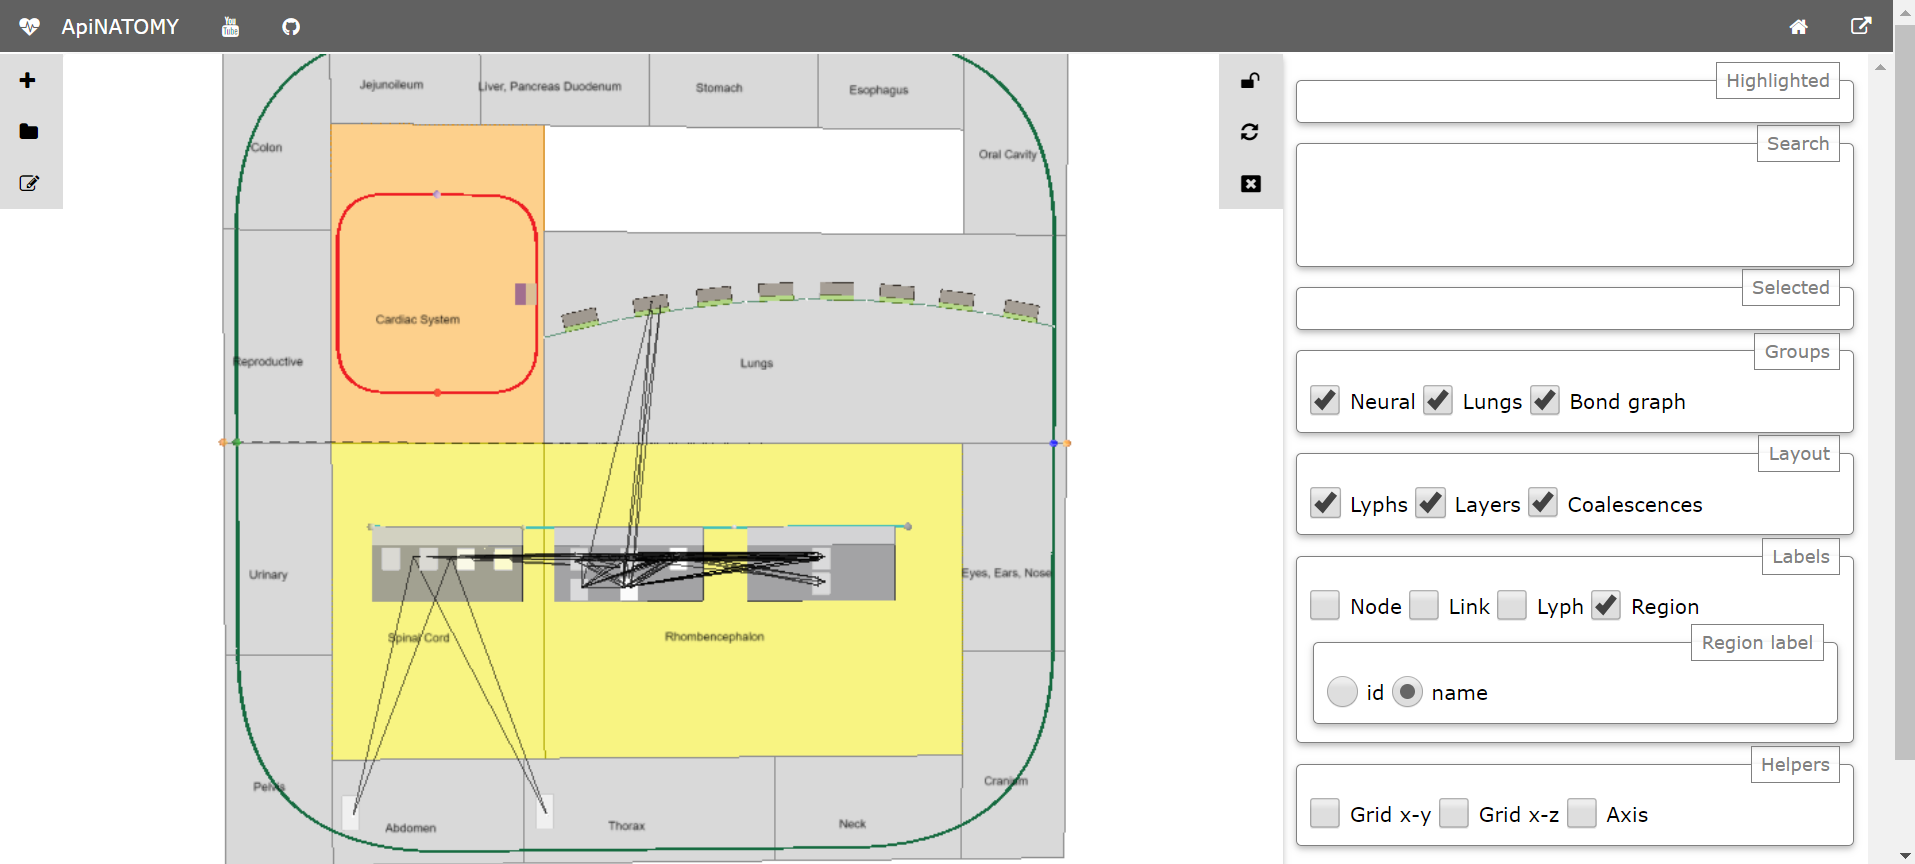 ApiNATOMY
You Tube
Jejunoileum
Liver, Pancreas Duodenum
Stomach
Esophagus
Colon
Oral Cavity
Cardiac System
Reproductive
Lungs
Urinary
Eyes, Ears, Nose
Spinal Cord
Rhombencephalon
Pelvis
Cranium
Abdomen
Thorax
Neck
Highlighted
Search
Selected
Groups
Neural Lungs Bond graph
Layout
Lyphs Layers Coalescences
Labels
Node Link Lyph Region
Region label
id name
Helpers
Grid x-y Grid x-z Axis